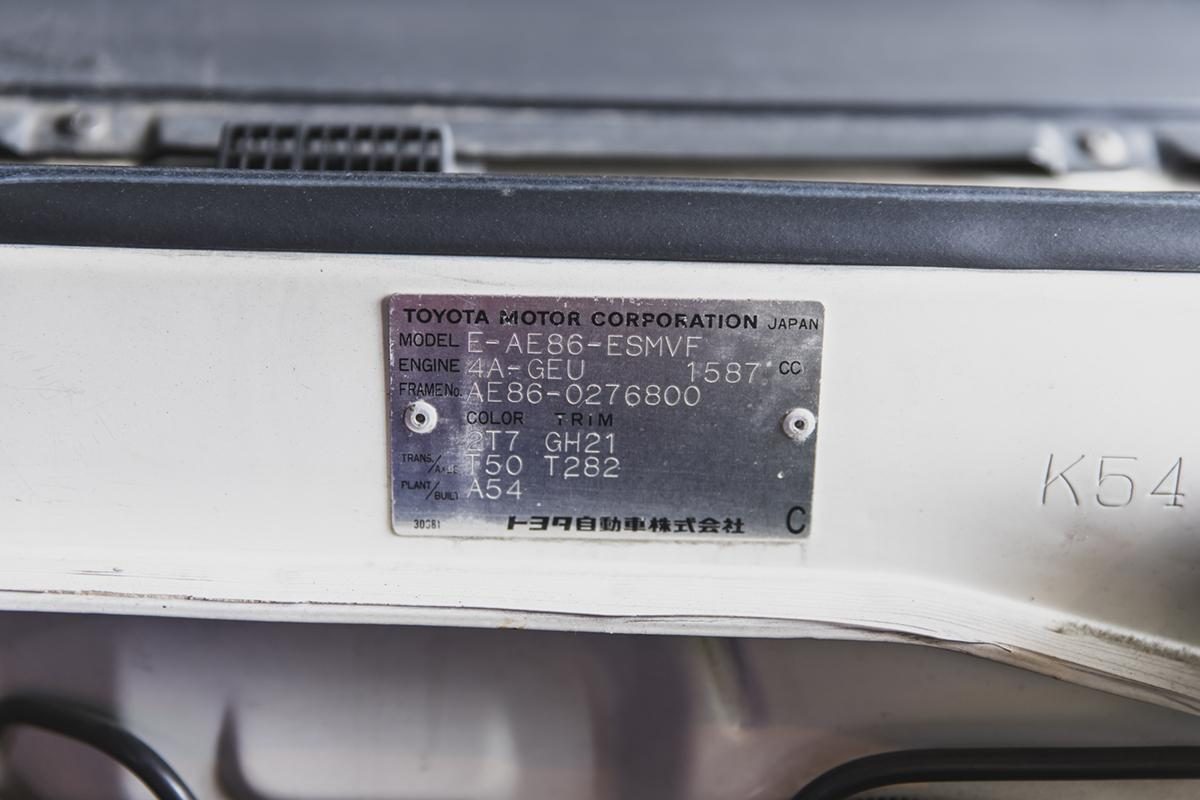 TOYOTA MOTOR CORPORATION JAPAN
MODEL E-AE86-ESMVF
ENGINE 4A-GEU 1587 CC
FRAME No. AE86-0276800
COLOR TRIM
2T7 GH21
TRANS./AXLE T50 T282
PLANT/BUILT A54
30381 トヨタ自動車株式会社 C
K54